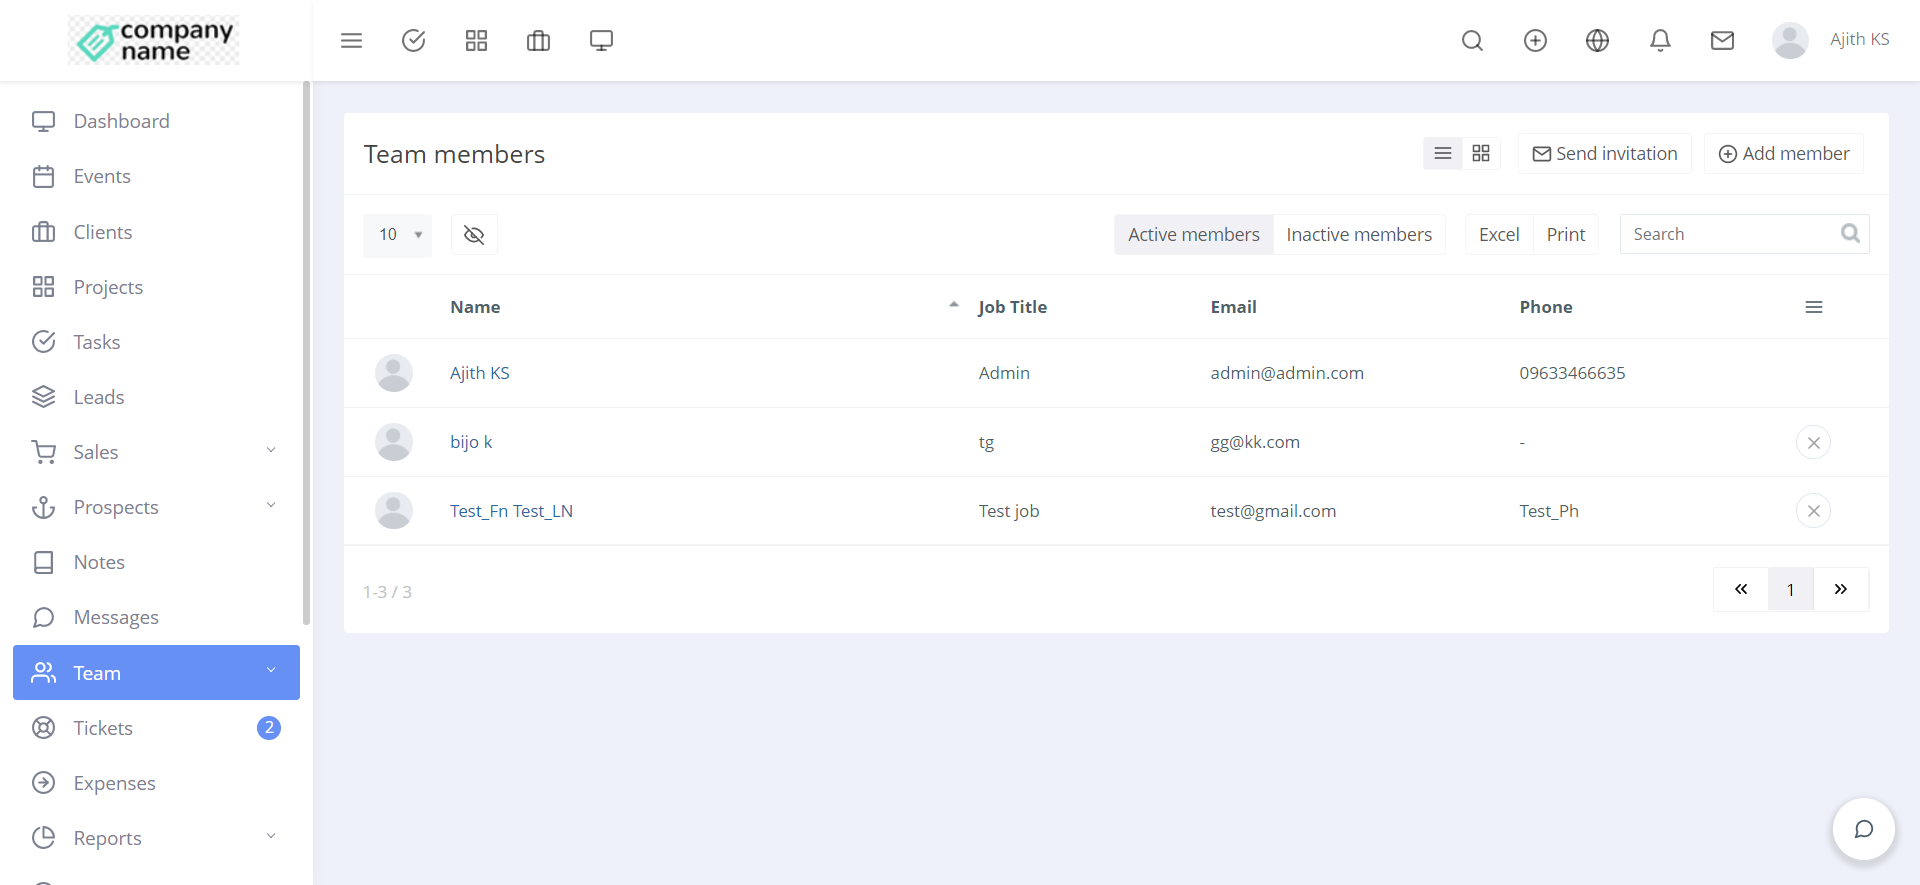 company
name
Ajith KS
Dashboard
Events
Clients
Projects
Tasks
Leads
Sales
Prospects
Notes
Messages
Team
Tickets 2
Expenses
Reports
Team members
Send invitation
Add member
10
Active members Inactive members
Excel Print
Search
Name Job Title Email Phone
Ajith KS Admin admin@admin.com 09633466635
bijo k tg gg@kk.com -
Test_Fn Test_LN Test job test@gmail.com Test_Ph
1-3 / 3
« 1 »